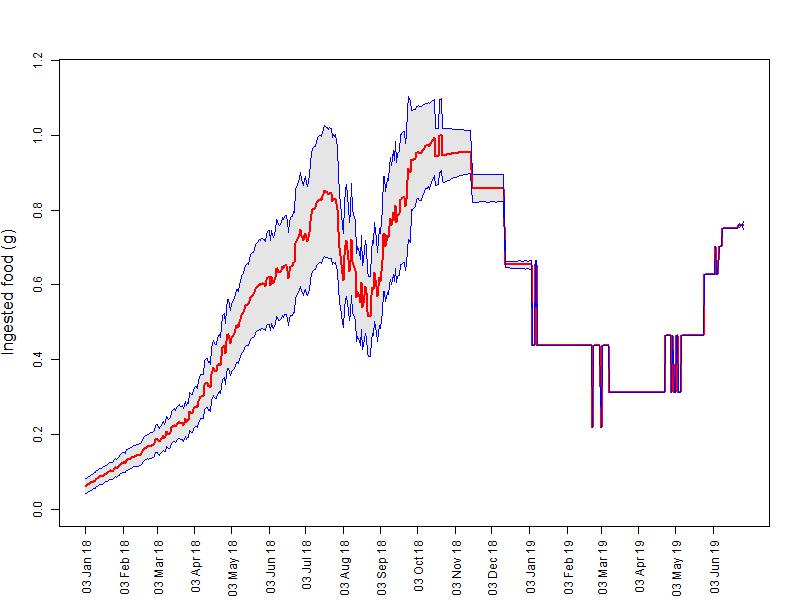 Ingested food (g)
1.2
1.0
0.8
0.6
0.4
0.2
0.0
03 Jan 18
03 Feb 18
03 Mar 18
03 Apr 18
03 May 18
03 Jun 18
03 Jul 18
03 Aug 18
03 Sep 18
03 Oct 18
03 Nov 18
03 Dec 18
03 Jan 19
03 Feb 19
03 Mar 19
03 Apr 19
03 May 19
03 Jun 19